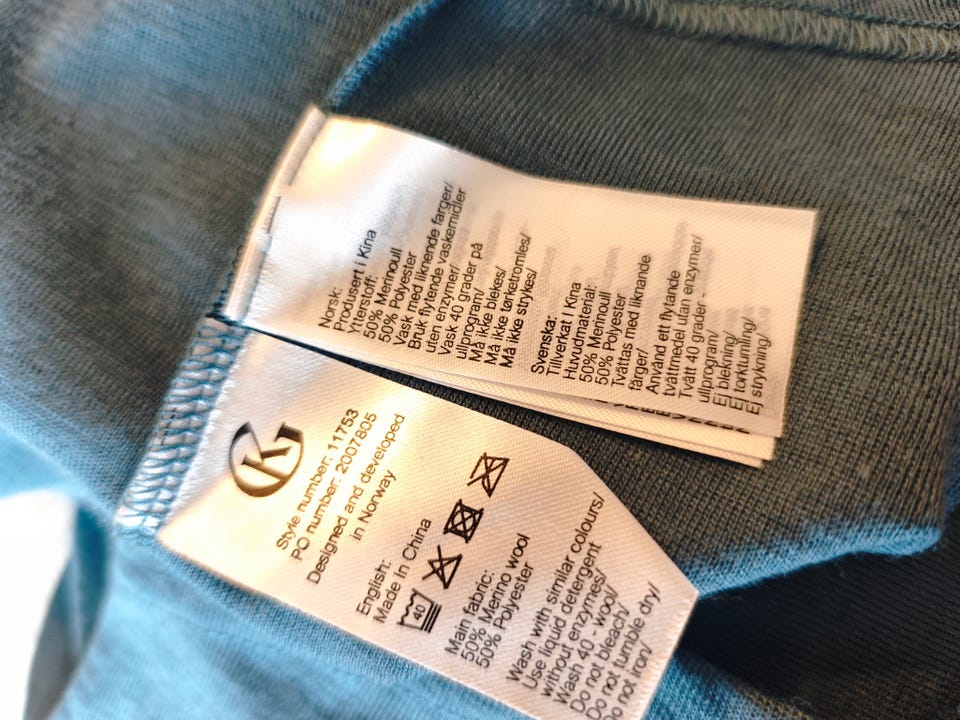 Norsk:
Produsert i Kina
Ytterstoff:
50% Merinoull
50% Polyester
Vask med liknende farger/
Bruk flytende vaskemidler
uten enzymer/
Vask 40 grader på
ullprogram/
Må ikke blekes/
Må ikke tørketromles/
Må ikke strykes/
Svenska:
Tillverkat i Kina
Huvudmaterial:
50% Merinoull
50% Polyester
Tvättas med liknande
färger/
Använd ett flytande
tvättmedel utan enzymer/
Tvätt 40 grader -
ullprogram/
Ej blekning/
Ej torktumling/
Ej strykning/
KG
Style number: 11753
PO number: 2007805
Designed and developed
in Norway
English:
Made In China
40
Main fabric:
50% Merino wool
50% Polyester
Wash with similar colours/
Use liquid detergent
without enzymes/
Wash 40 - wool/
Do not bleach/
Do not tumble dry/
Do not iron/